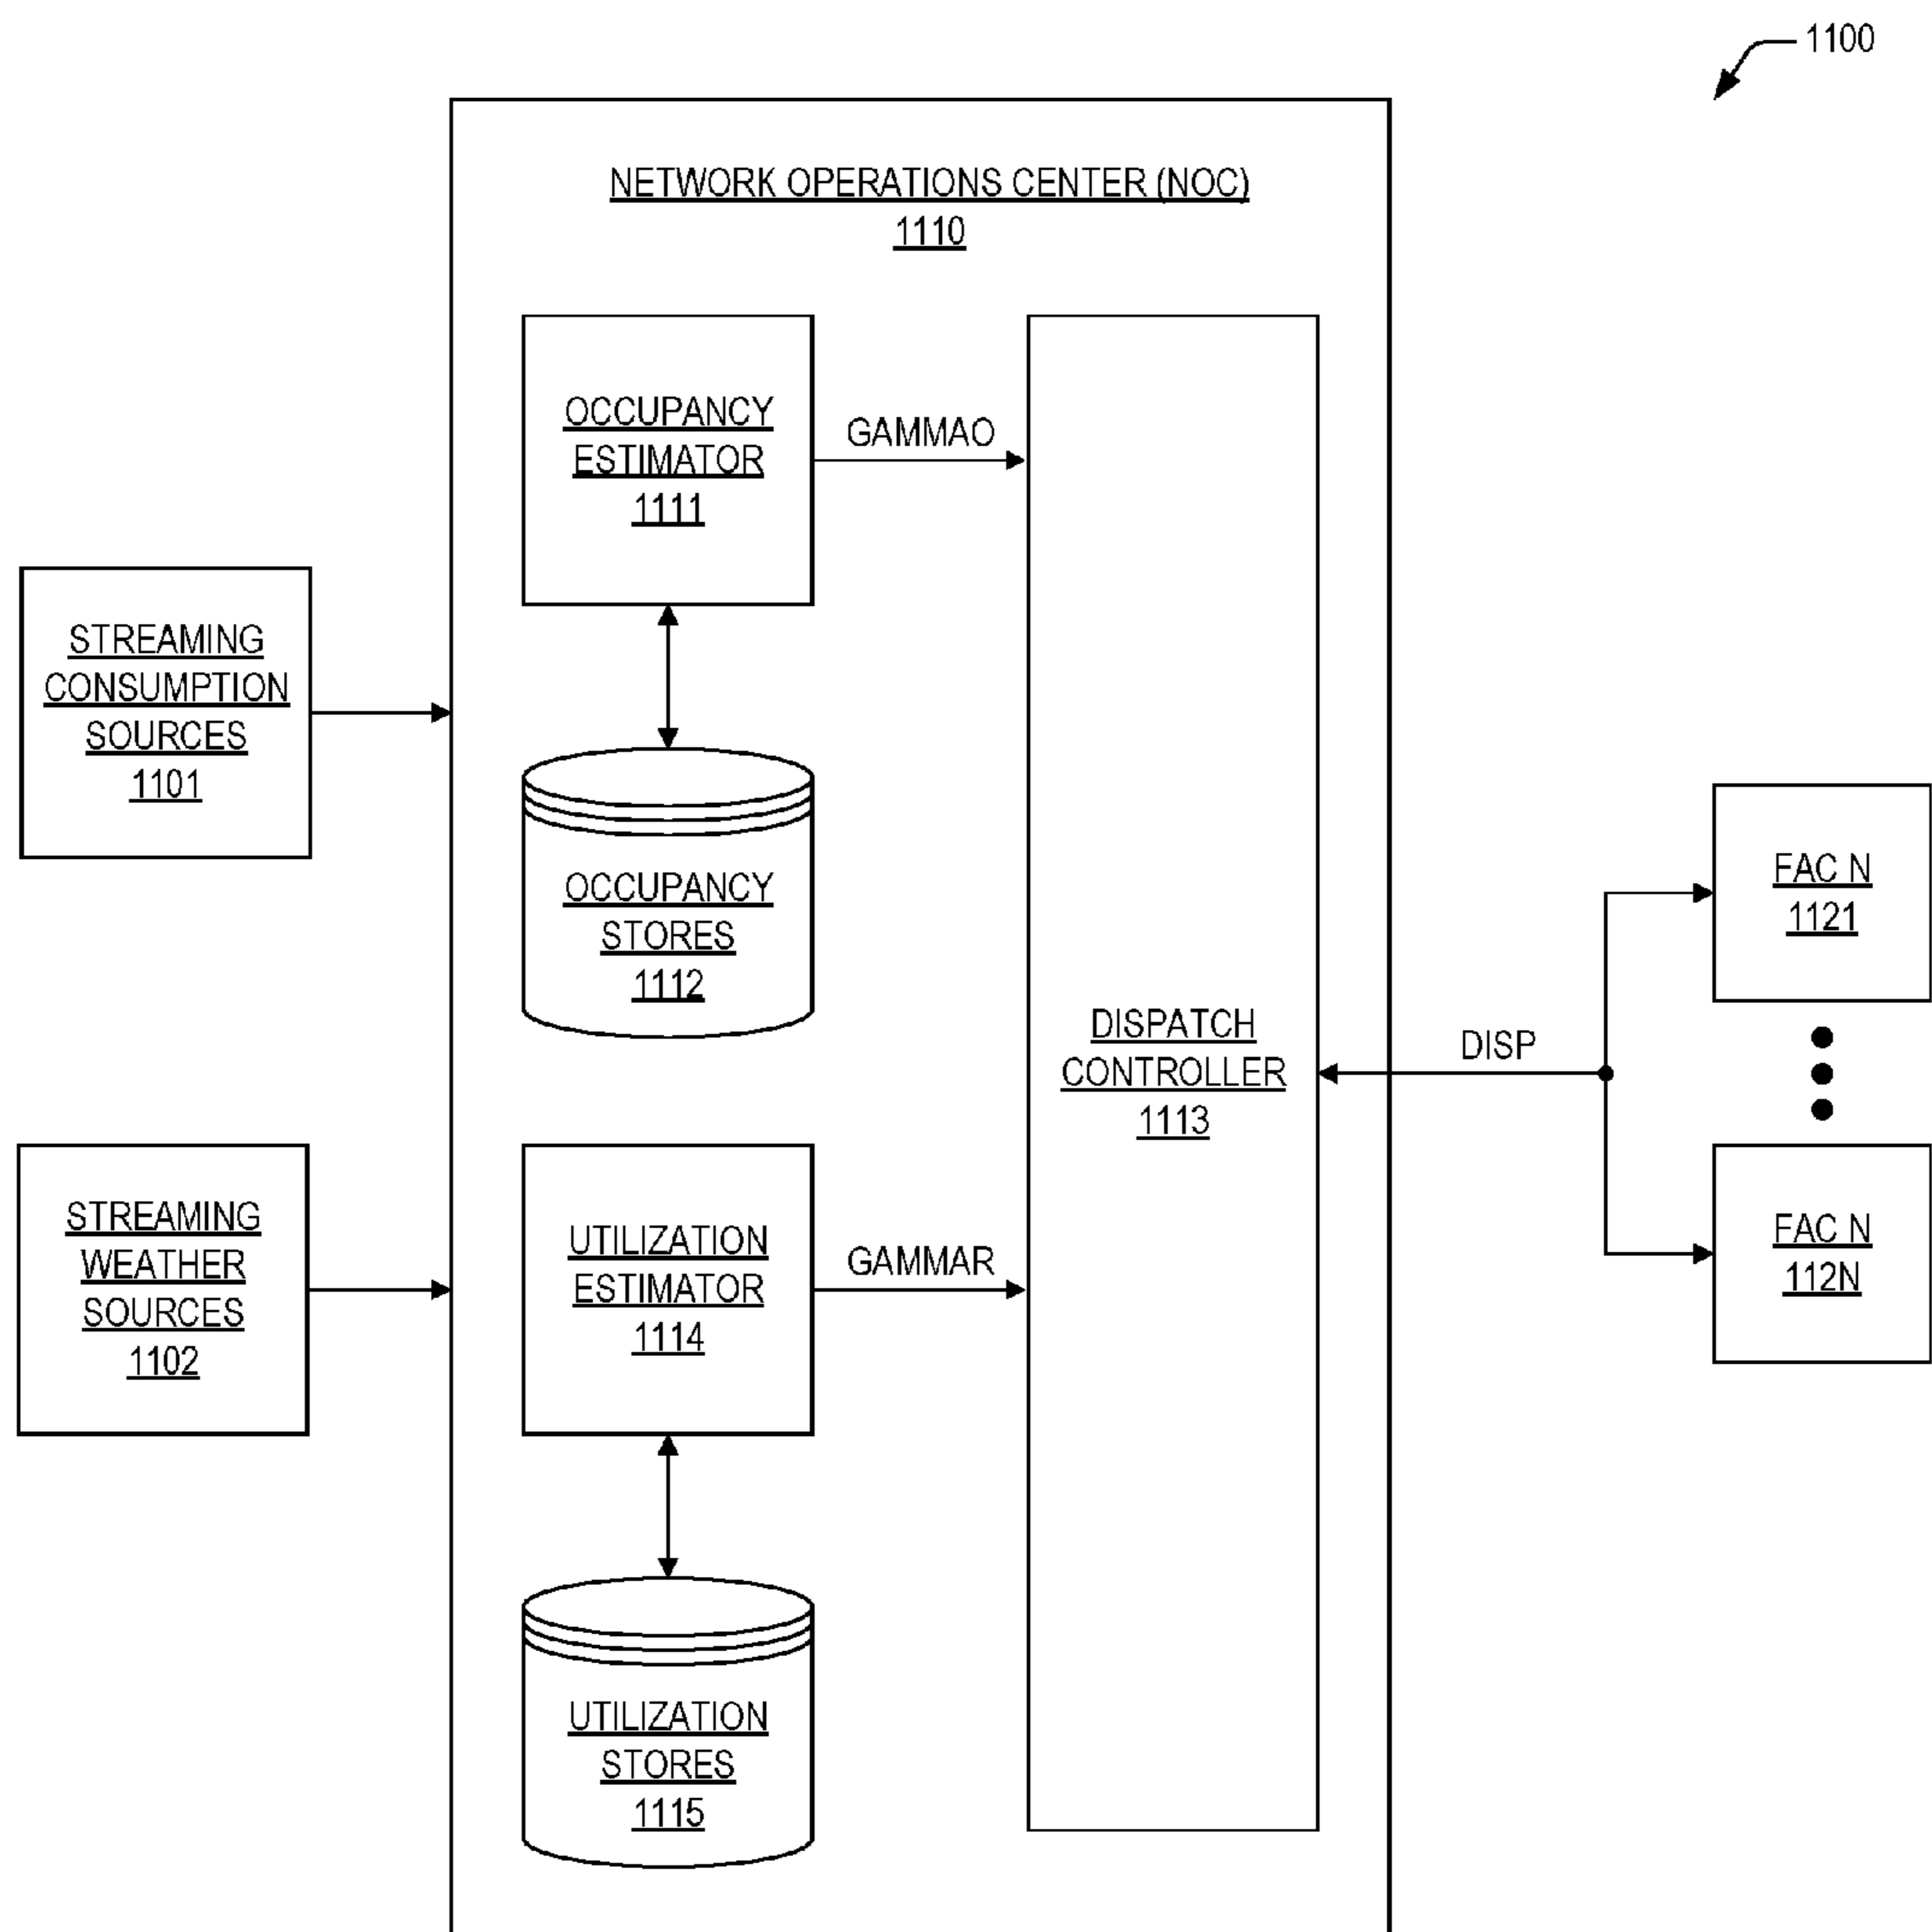 1100
NETWORK OPERATIONS CENTER (NOC)
1110
OCCUPANCY
ESTIMATOR
1111
GAMMAO
STREAMING
CONSUMPTION
SOURCES
1101
OCCUPANCY
STORES
1112
DISPATCH
CONTROLLER
1113
DISP
FAC N
1121
FAC N
112N
STREAMING
WEATHER
SOURCES
1102
UTILIZATION
ESTIMATOR
1114
GAMMAR
UTILIZATION
STORES
1115